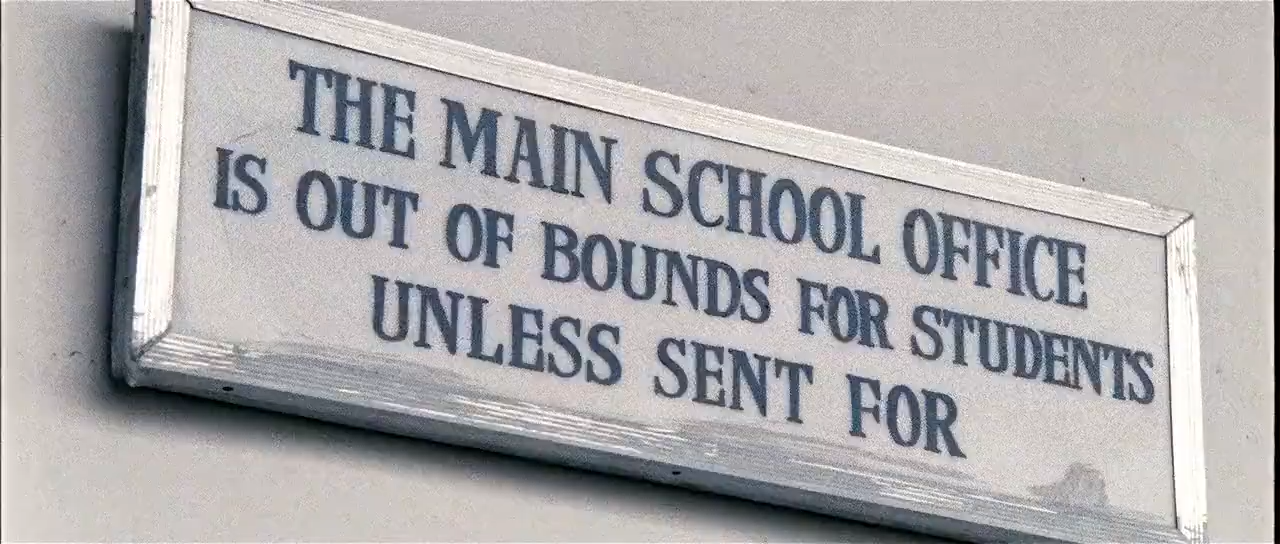 THE MAIN SCHOOL OFFICE
IS OUT OF BOUNDS FOR STUDENTS
UNLESS SENT FOR